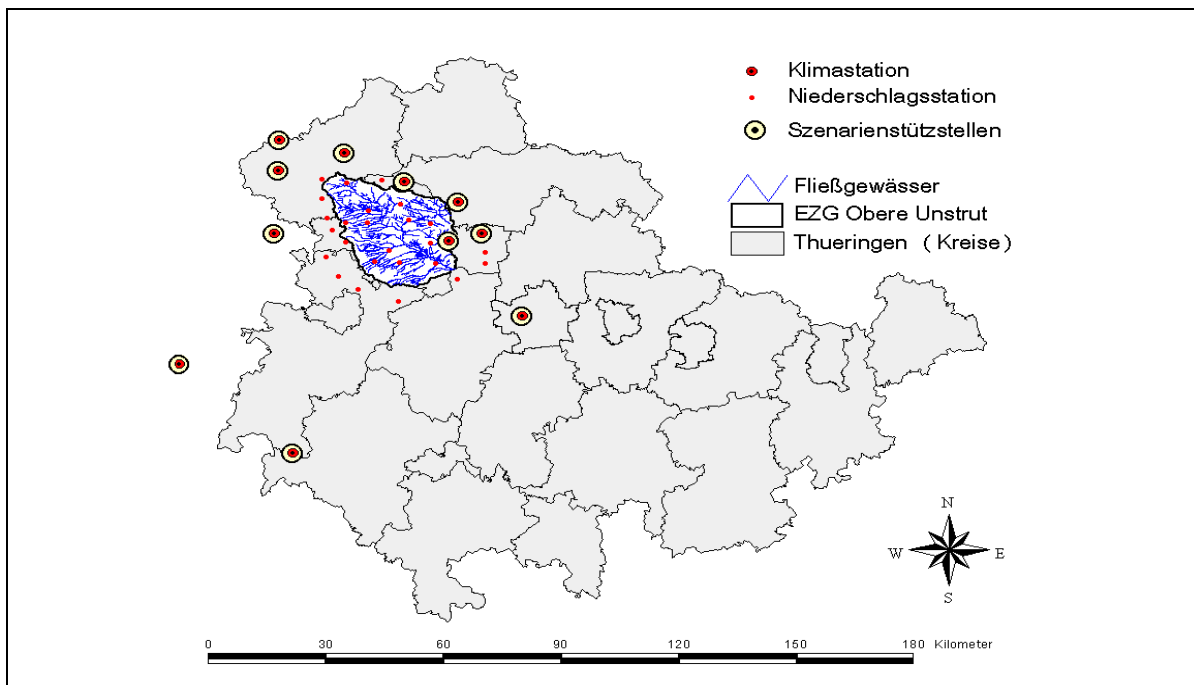 Klimastation
Niederschlagsstation
Szenarienstützstellen
Fließgewässer
EZG Obere Unstrut
Thueringen (Kreise)
N
W E
S
0 30 60 90 120 150 180 Kilometer